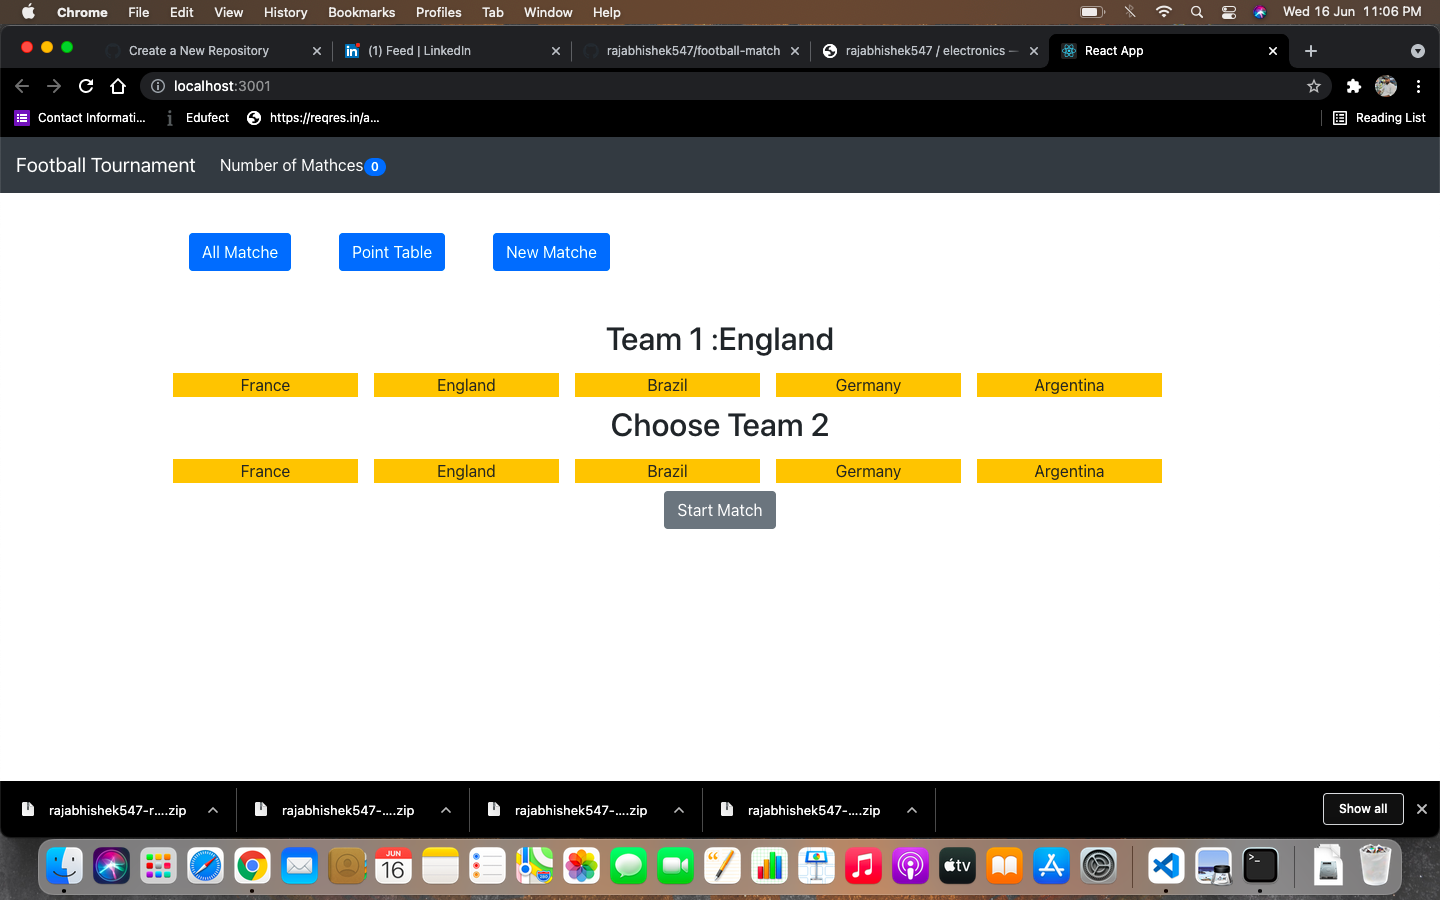 Chrome File Edit View History Bookmarks Profiles Tab Window Help Wed 16 Jun 11:06 PM
Create a New Repository (1) Feed | LinkedIn rajabhishek547/football-match rajabhishek547 / electronics — React App
localhost:3001
Contact Informati... Edufect https://reqres.in/a... Reading List
Football Tournament Number of Mathces 0
All Matche Point Table New Matche
Team 1 :England
France England Brazil Germany Argentina
Choose Team 2
France England Brazil Germany Argentina
Start Match
rajabhishek547-r....zip rajabhishek547-....zip rajabhishek547-....zip rajabhishek547-....zip Show all
JUN
16
tv